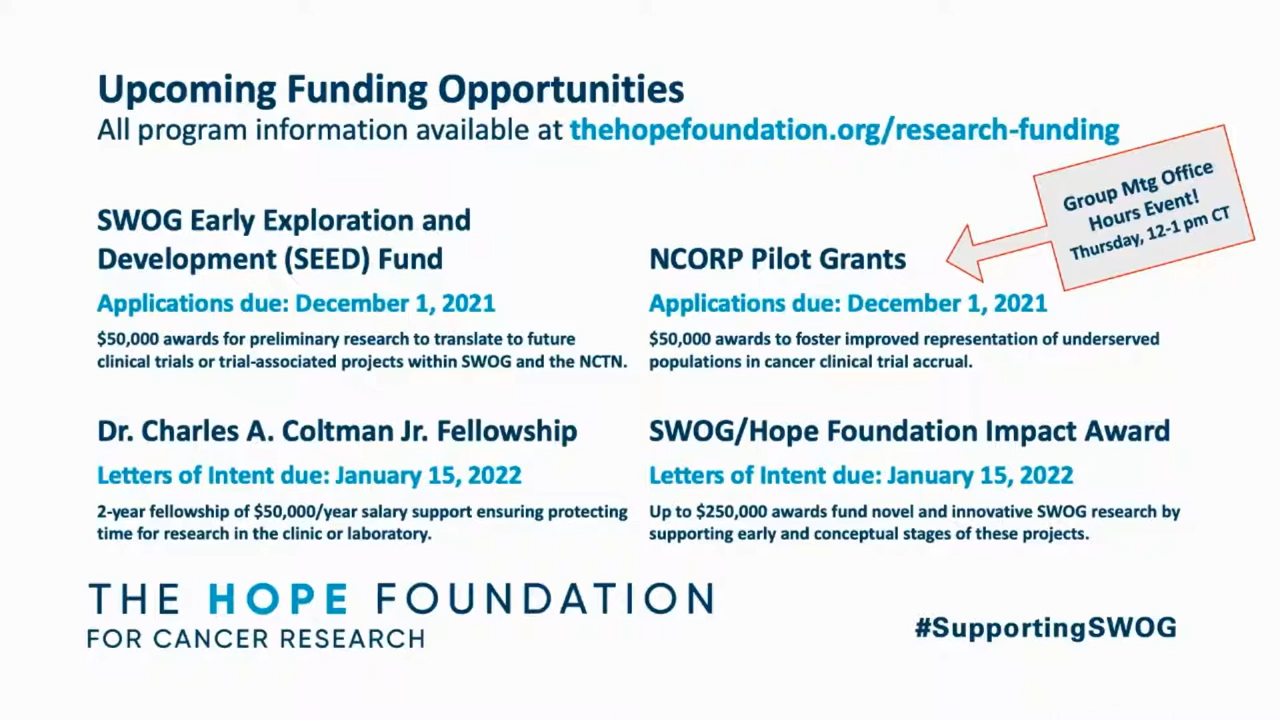 Upcoming Funding Opportunities
All program information available at thehopefoundation.org/research-funding
Group Mtg Office
Hours Event!
Thursday, 12-1 pm CT
SWOG Early Exploration and
Development (SEED) Fund
Applications due: December 1, 2021
$50,000 awards for preliminary research to translate to future
clinical trials or trial-associated projects within SWOG and the NCTN.
NCORP Pilot Grants
Applications due: December 1, 2021
$50,000 awards to foster improved representation of underserved
populations in cancer clinical trial accrual.
Dr. Charles A. Coltman Jr. Fellowship
Letters of Intent due: January 15, 2022
2-year fellowship of $50,000/year salary support ensuring protecting
time for research in the clinic or laboratory.
SWOG/Hope Foundation Impact Award
Letters of Intent due: January 15, 2022
Up to $250,000 awards fund novel and innovative SWOG research by
supporting early and conceptual stages of these projects.
THE HOPE FOUNDATION
FOR CANCER RESEARCH
#SupportingSWOG